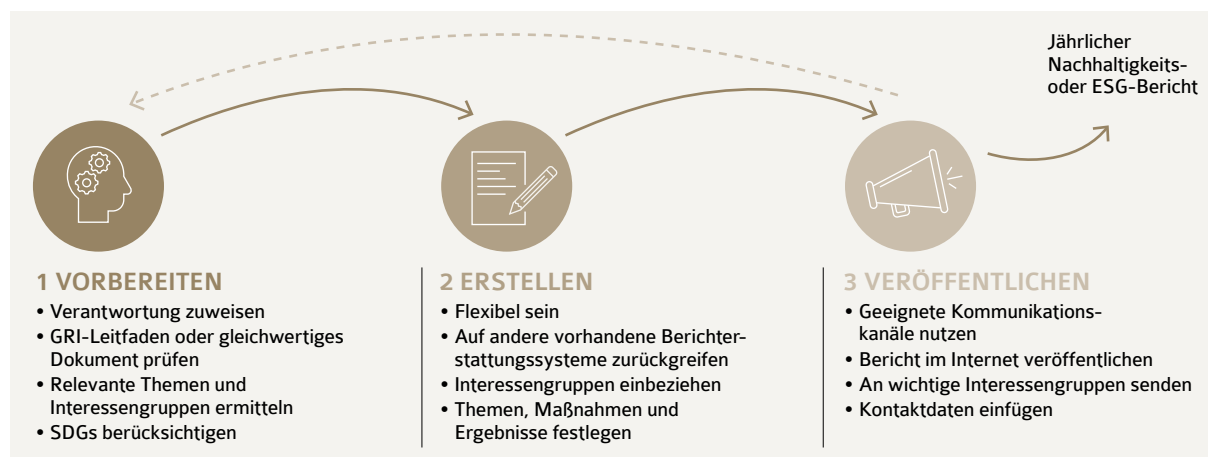 Jährlicher
Nachhaltigkeits-
oder ESG-Bericht
1 VORBEREITEN
• Verantwortung zuweisen
• GRI-Leitfaden oder gleichwertiges
Dokument prüfen
• Relevante Themen und
Interessengruppen ermitteln
• SDGs berücksichtigen
2 ERSTELLEN
• Flexibel sein
• Auf andere vorhandene Berichter-
stattungssysteme zurückgreifen
• Interessengruppen einbeziehen
• Themen, Maßnahmen und
Ergebnisse festlegen
3 VERÖFFENTLICHEN
• Geeignete Kommunikations-
kanäle nutzen
• Bericht im Internet veröffentlichen
• An wichtige Interessengruppen senden
• Kontaktdaten einfügen